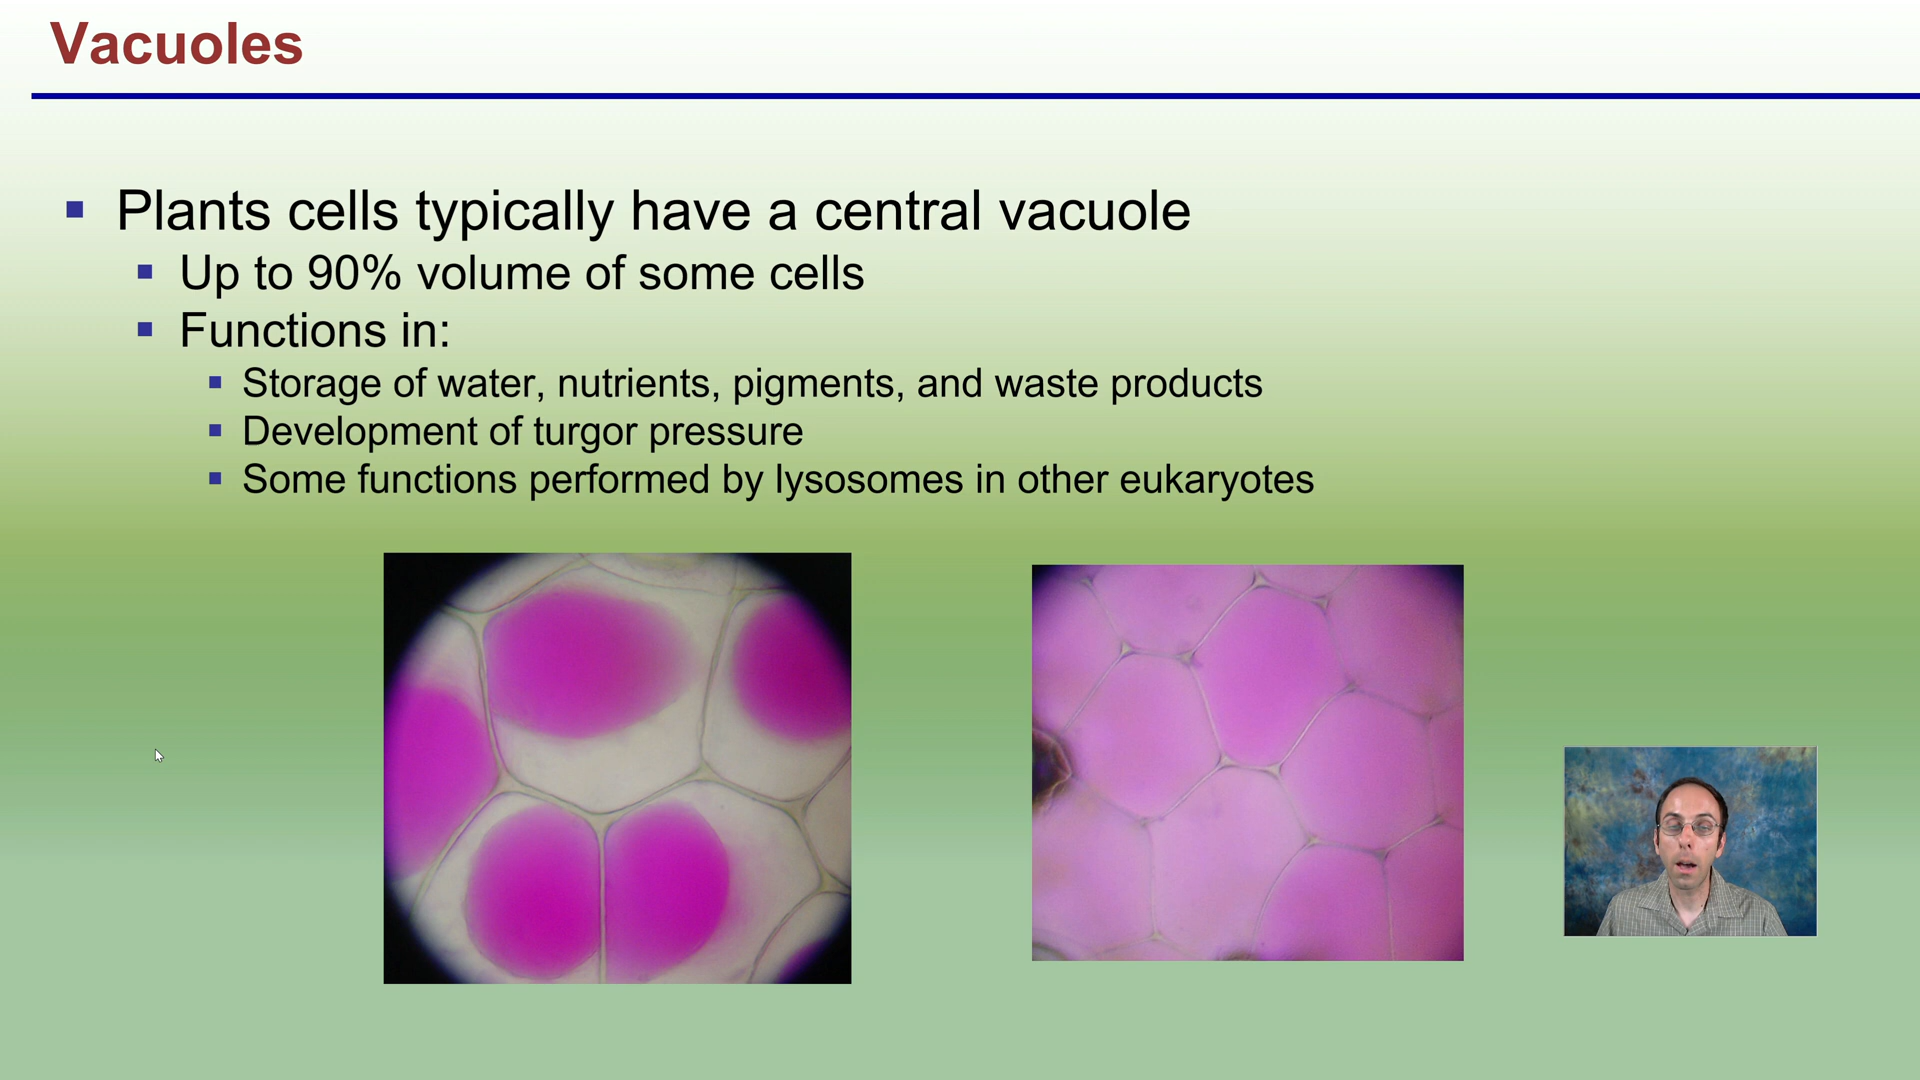 Vacuoles
Plants cells typically have a central vacuole
Up to 90% volume of some cells
Functions in:
Storage of water, nutrients, pigments, and waste products
Development of turgor pressure
Some functions performed by lysosomes in other eukaryotes